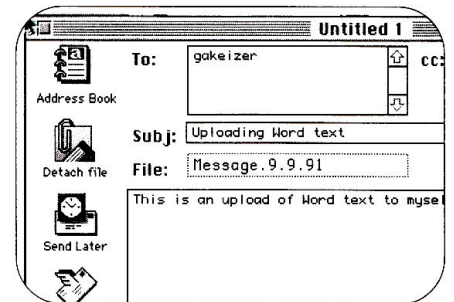 Untitled 1
To: gakeizer cc:
Address Book
Subj: Uploading Word text
Detach file
File: Message.9.9.91
This is an upload of Word text to mysel
Send Later